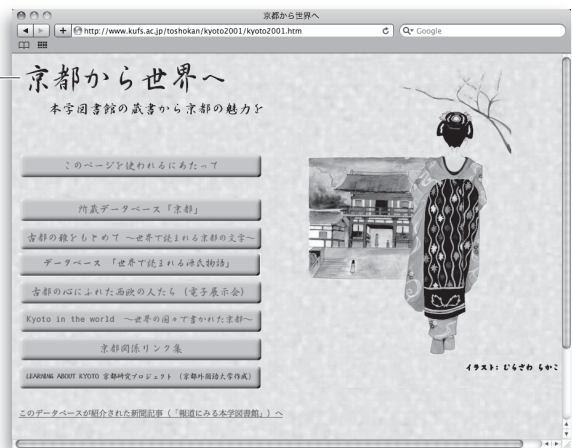 京都から世界へ
http://www.kufs.ac.jp/toshokan/kyoto2001/kyoto2001.htm
Google
京都から世界へ
本学図書館の蔵書から京都の魅力を
このページを使われるにあたって
所蔵データベース「京都」
古都の雅をもとめて 〜世界で読まれる京都の文学〜
データベース 「世界で読まれる源氏物語」
古都の心にふれた西欧の人たち (電子展示会)
Kyoto in the world 〜世界の国々で書かれた京都〜
京都関係リンク集
LEARNING ABOUT KYOTO 京都研究プロジェクト (京都外国語大学作成)
イラスト: むらざわ らかこ
このデータベースが紹介された新聞記事(「報道にみる本学図書館」)へ